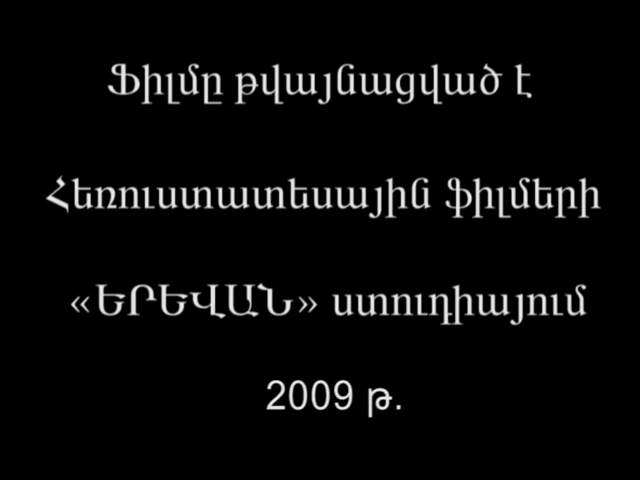 Ֆիլմը թվայնացված է
Հեռուստատեսային ֆիլմերի
«ԵՐԵՎԱՆ» ստուդիայում
2009 թ.